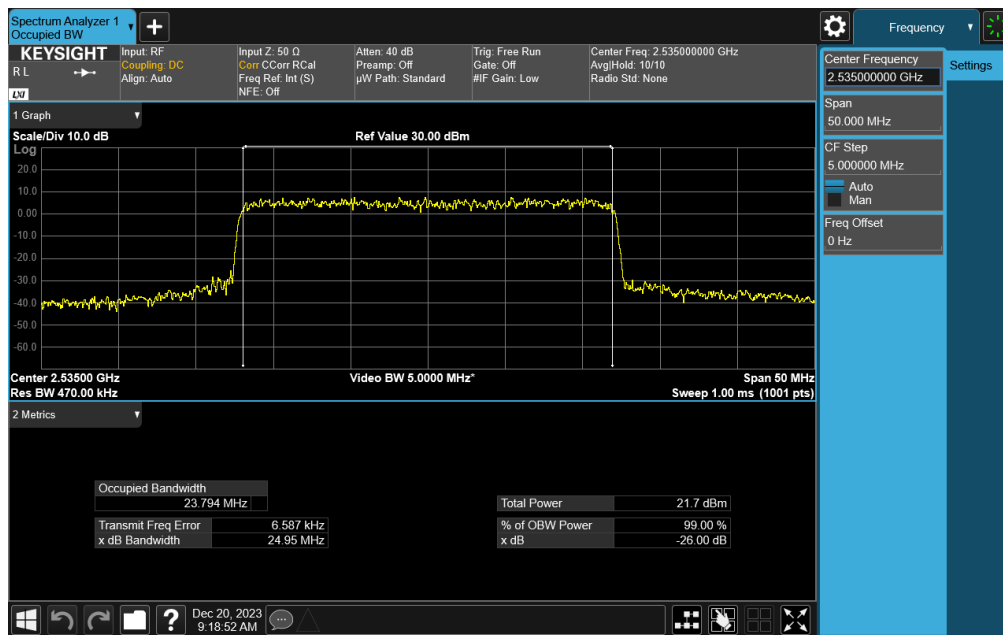 Spectrum Analyzer 1
Occupied BW
Frequency
KEYSIGHT
R L
LXI
Input: RF
Coupling: DC
Align: Auto
Input Z: 50 Ω
Corr CCorr RCal
Freq Ref: Int (S)
NFE: Off
Atten: 40 dB
Preamp: Off
µW Path: Standard
Trig: Free Run
Gate: Off
#IF Gain: Low
Center Freq: 2.535000000 GHz
Avg|Hold: 10/10
Radio Std: None
Center Frequency
2.535000000 GHz
Settings
Span
50.000 MHz
CF Step
5.000000 MHz
Auto
Man
Freq Offset
0 Hz
1 Graph
Scale/Div 10.0 dB
Ref Value 30.00 dBm
Log
20.0
10.0
0.00
-10.0
-20.0
-30.0
-40.0
-50.0
-60.0
Center 2.53500 GHz
Video BW 5.0000 MHz*
Span 50 MHz
Res BW 470.00 kHz
Sweep 1.00 ms (1001 pts)
2 Metrics
Occupied Bandwidth
23.794 MHz
Total Power 21.7 dBm
Transmit Freq Error 6.587 kHz
% of OBW Power 99.00 %
x dB Bandwidth 24.95 MHz
x dB -26.00 dB
Dec 20, 2023
9:18:52 AM